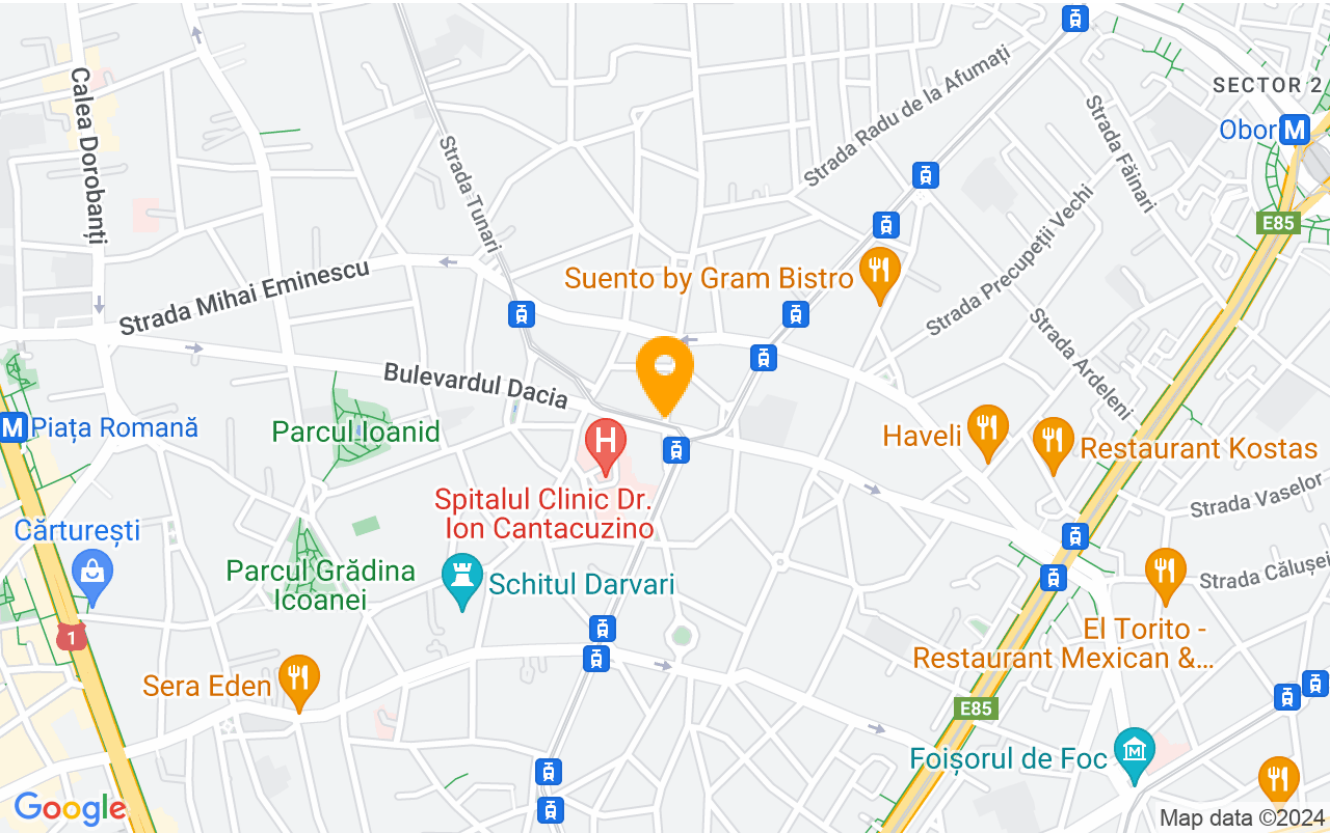 SECTOR 2
Obor M
Strada Radu de la Afumați
Strada Făinari
Calea Dorobanți
Strada Tunari
E85
Strada Precupeții Vechi
Strada Mihai Eminescu
Suento by Gram Bistro
Strada Ardeleni
Bulevardul Dacia
M Piața Romană
Parcul Ioanid
H
Haveli
Restaurant Kostas
Spitalul Clinic Dr.
Ion Cantacuzino
Strada Vaselor
Cărturești
Parcul Grădina
Icoanei
Schitul Darvari
Strada Călușei
1
El Torito -
Restaurant Mexican &...
Sera Eden
E85
Foișorul de Foc
M
Google
Map data ©2024